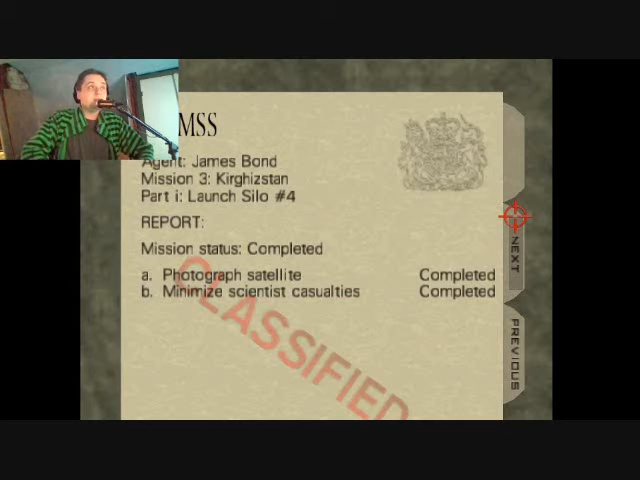 MSS
Agent: James Bond
Mission 3: Kirghizstan
Part i: Launch Silo #4
REPORT:
Mission status: Completed
a. Photograph satellite Completed
b. Minimize scientist casualties Completed
CLASSIFIED
NEXT
PREVIOUS